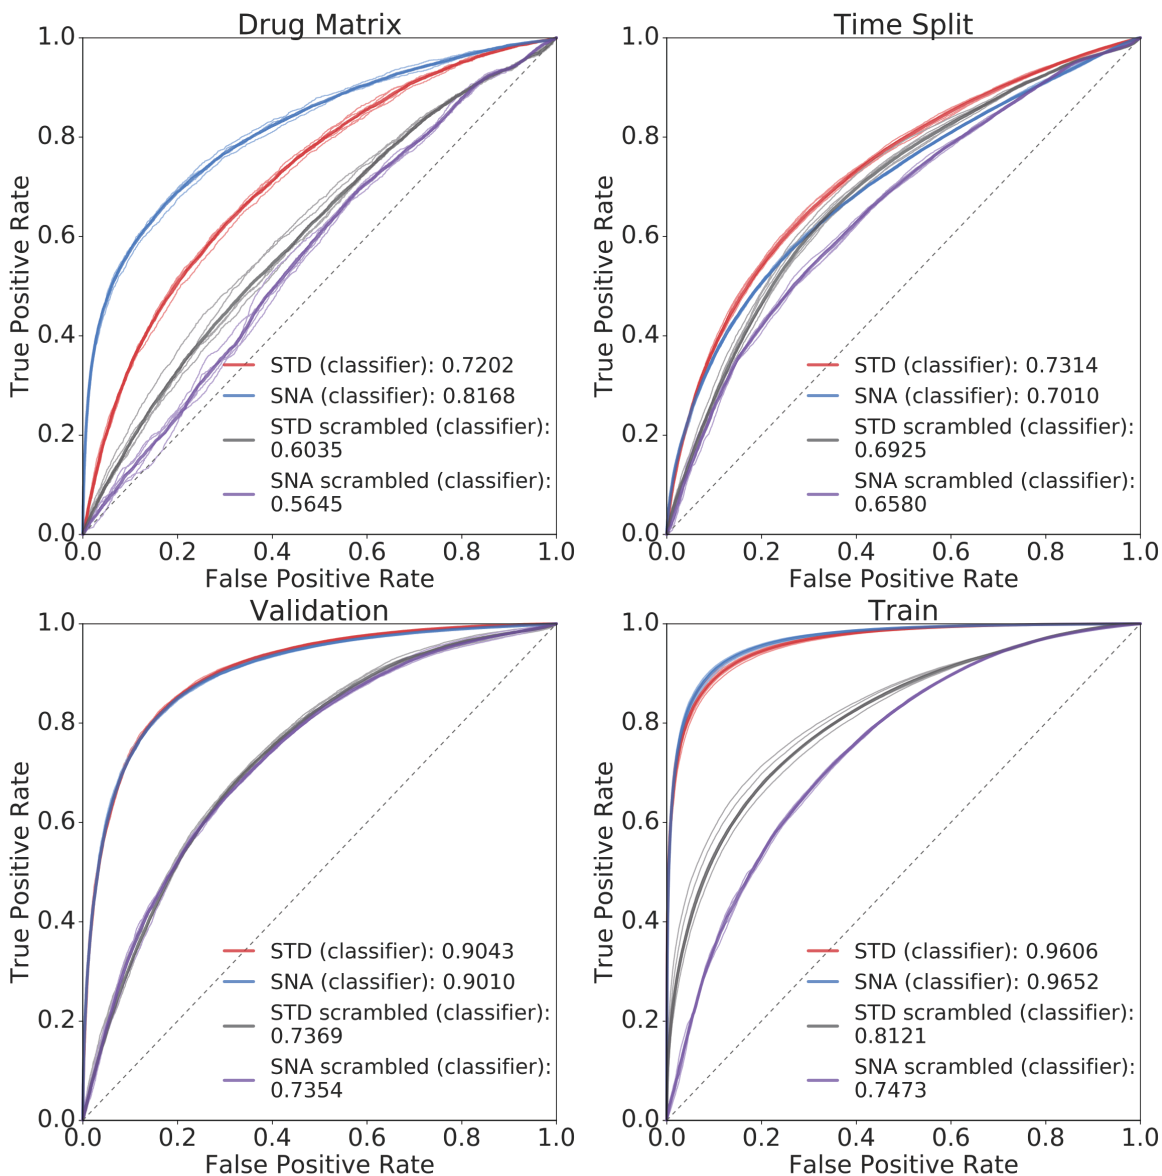 Drug Matrix
1.0
0.8
0.6
0.4
0.2
0.0
True Positive Rate
STD (classifier): 0.7202
SNA (classifier): 0.8168
STD scrambled (classifier):
0.6035
SNA scrambled (classifier):
0.5645
0.0 0.2 0.4 0.6 0.8 1.0
False Positive Rate
Time Split
1.0
0.8
0.6
0.4
0.2
0.0
True Positive Rate
STD (classifier): 0.7314
SNA (classifier): 0.7010
STD scrambled (classifier):
0.6925
SNA scrambled (classifier):
0.6580
0.0 0.2 0.4 0.6 0.8 1.0
False Positive Rate
Validation
1.0
0.8
0.6
0.4
0.2
0.0
True Positive Rate
STD (classifier): 0.9043
SNA (classifier): 0.9010
STD scrambled (classifier):
0.7369
SNA scrambled (classifier):
0.7354
0.0 0.2 0.4 0.6 0.8 1.0
False Positive Rate
Train
1.0
0.8
0.6
0.4
0.2
0.0
True Positive Rate
STD (classifier): 0.9606
SNA (classifier): 0.9652
STD scrambled (classifier):
0.8121
SNA scrambled (classifier):
0.7473
0.0 0.2 0.4 0.6 0.8 1.0
False Positive Rate